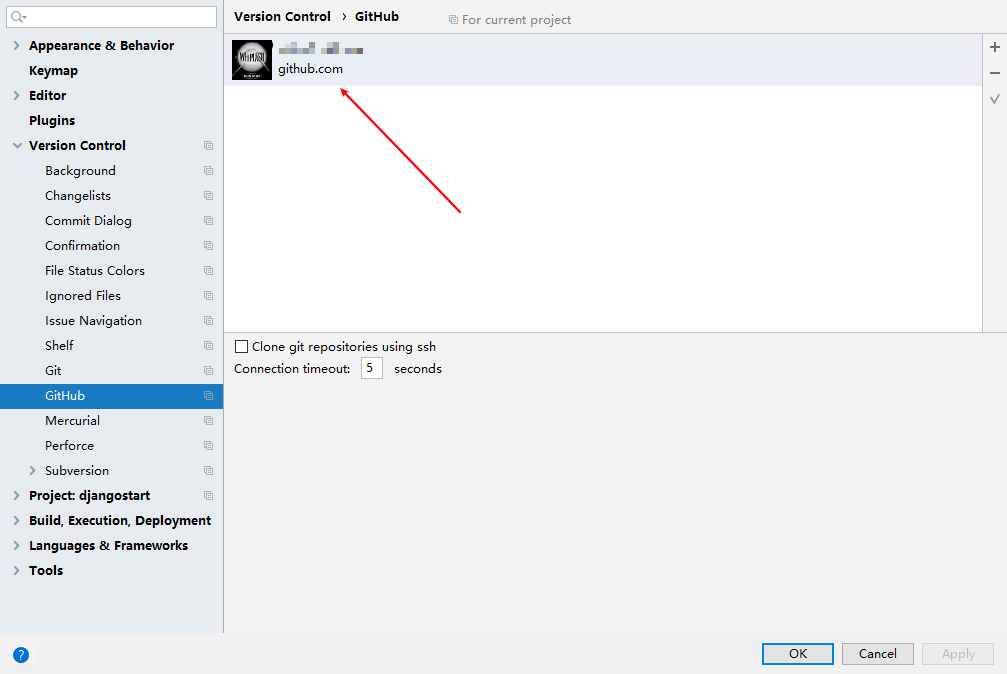 Appearance & Behavior
Keymap
Editor
Plugins
Version Control
Background
Changelists
Commit Dialog
Confirmation
File Status Colors
Ignored Files
Issue Navigation
Shelf
Git
GitHub
Mercurial
Perforce
Subversion
Project: djangostart
Build, Execution, Deployment
Languages & Frameworks
Tools
?
Version Control › GitHub
For current project
github.com
Clone git repositories using ssh
Connection timeout: 5 seconds
OK Cancel Apply